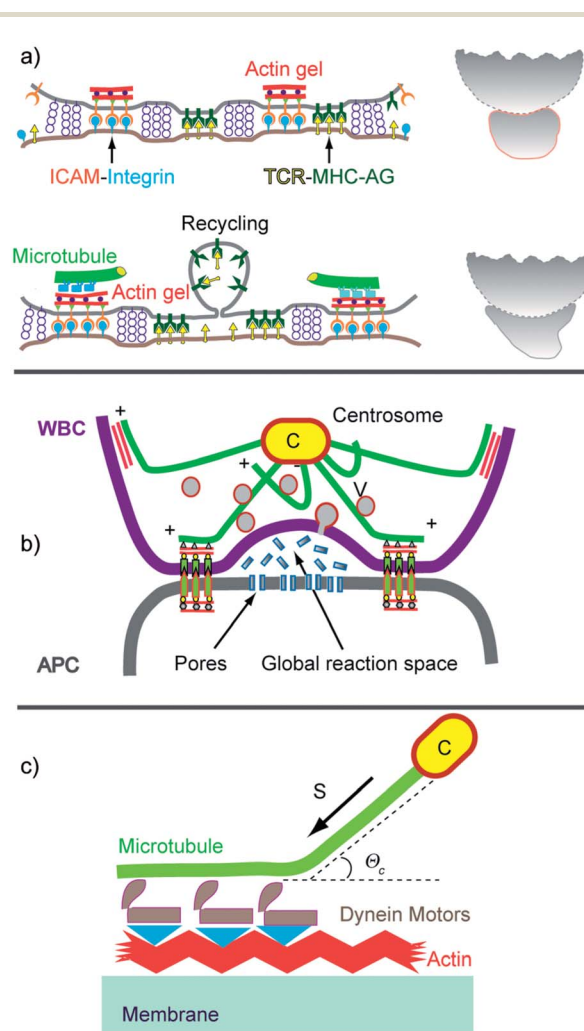 a)
Actin gel
ICAM-Integrin
TCR-MHC-AG
Recycling
Microtubule
Actin gel
b)
WBC
+
C
Centrosome
+
-
V
+
+
Pores
Global reaction space
APC
c)
C
S
Microtubule
Θc
Dynein Motors
Actin
Membrane